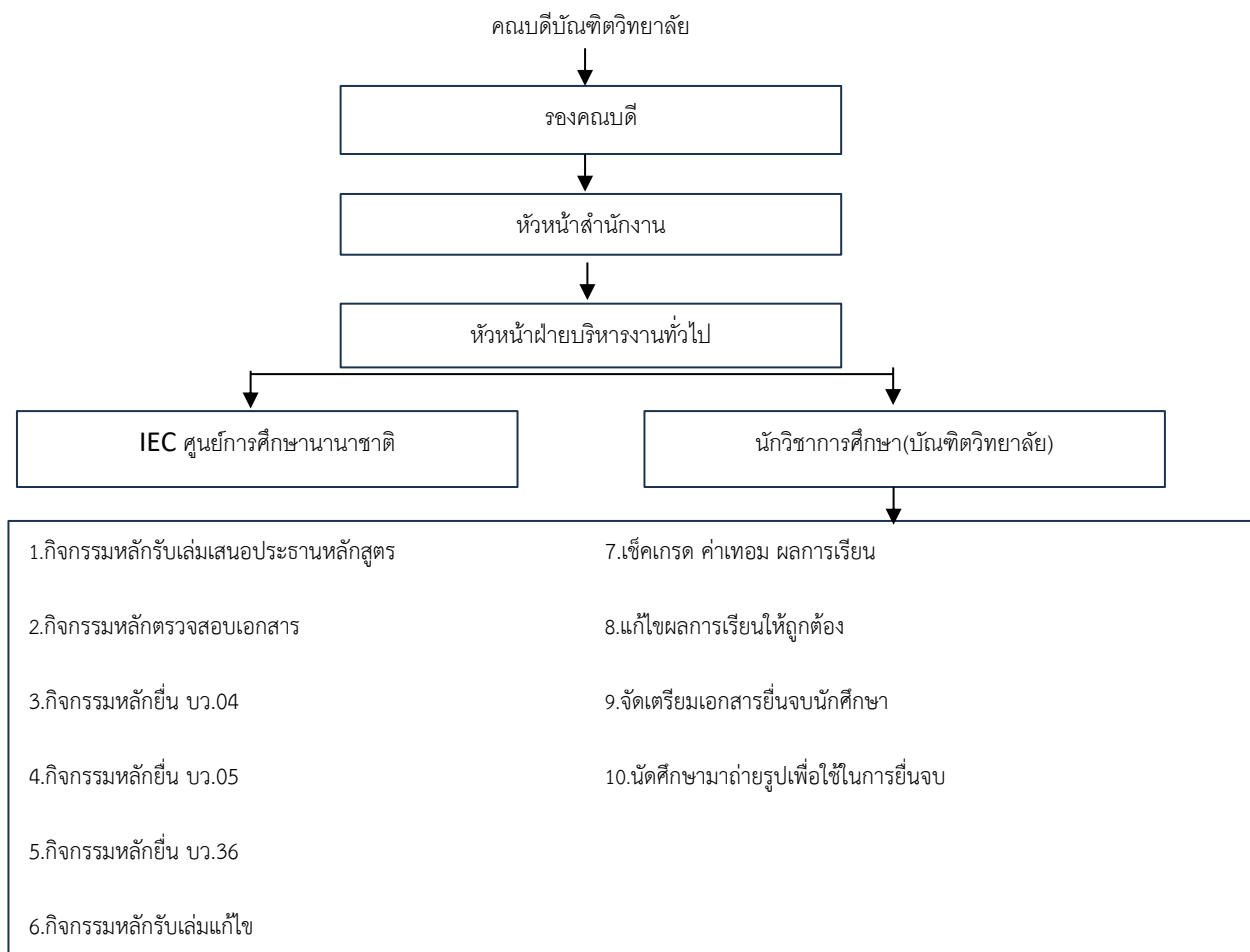 คณบดีบัณฑิตวิทยาลัย
รองคณบดี
หัวหน้าสำนักงาน
หัวหน้าฝ่ายบริหารงานทั่วไป
IEC ศูนย์การศึกษานานาชาติ
นักวิชาการศึกษา(บัณฑิตวิทยาลัย)
1.กิจกรรมหลักรับเล่มเสนอประธานหลักสูตร
2.กิจกรรมหลักตรวจสอบเอกสาร
3.กิจกรรมหลักยื่น บว.04
4.กิจกรรมหลักยื่น บว.05
5.กิจกรรมหลักยื่น บว.36
6.กิจกรรมหลักรับเล่มแก้ไข
7.เช็คเกรด ค่าเทอม ผลการเรียน
8.แก้ไขผลการเรียนให้ถูกต้อง
9.จัดเตรียมเอกสารยื่นจบนักศึกษา
10.นัดศึกษามาถ่ายรูปเพื่อใช้ในการยื่นจบ